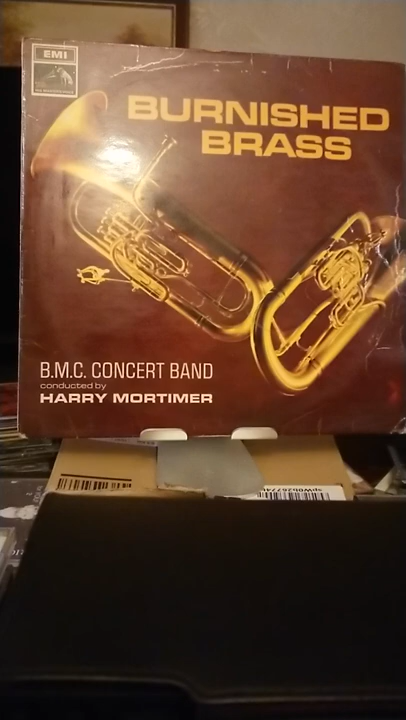 EMI
BURNISHED
BRASS
B.M.C. CONCERT BAND
conducted by
HARRY MORTIMER